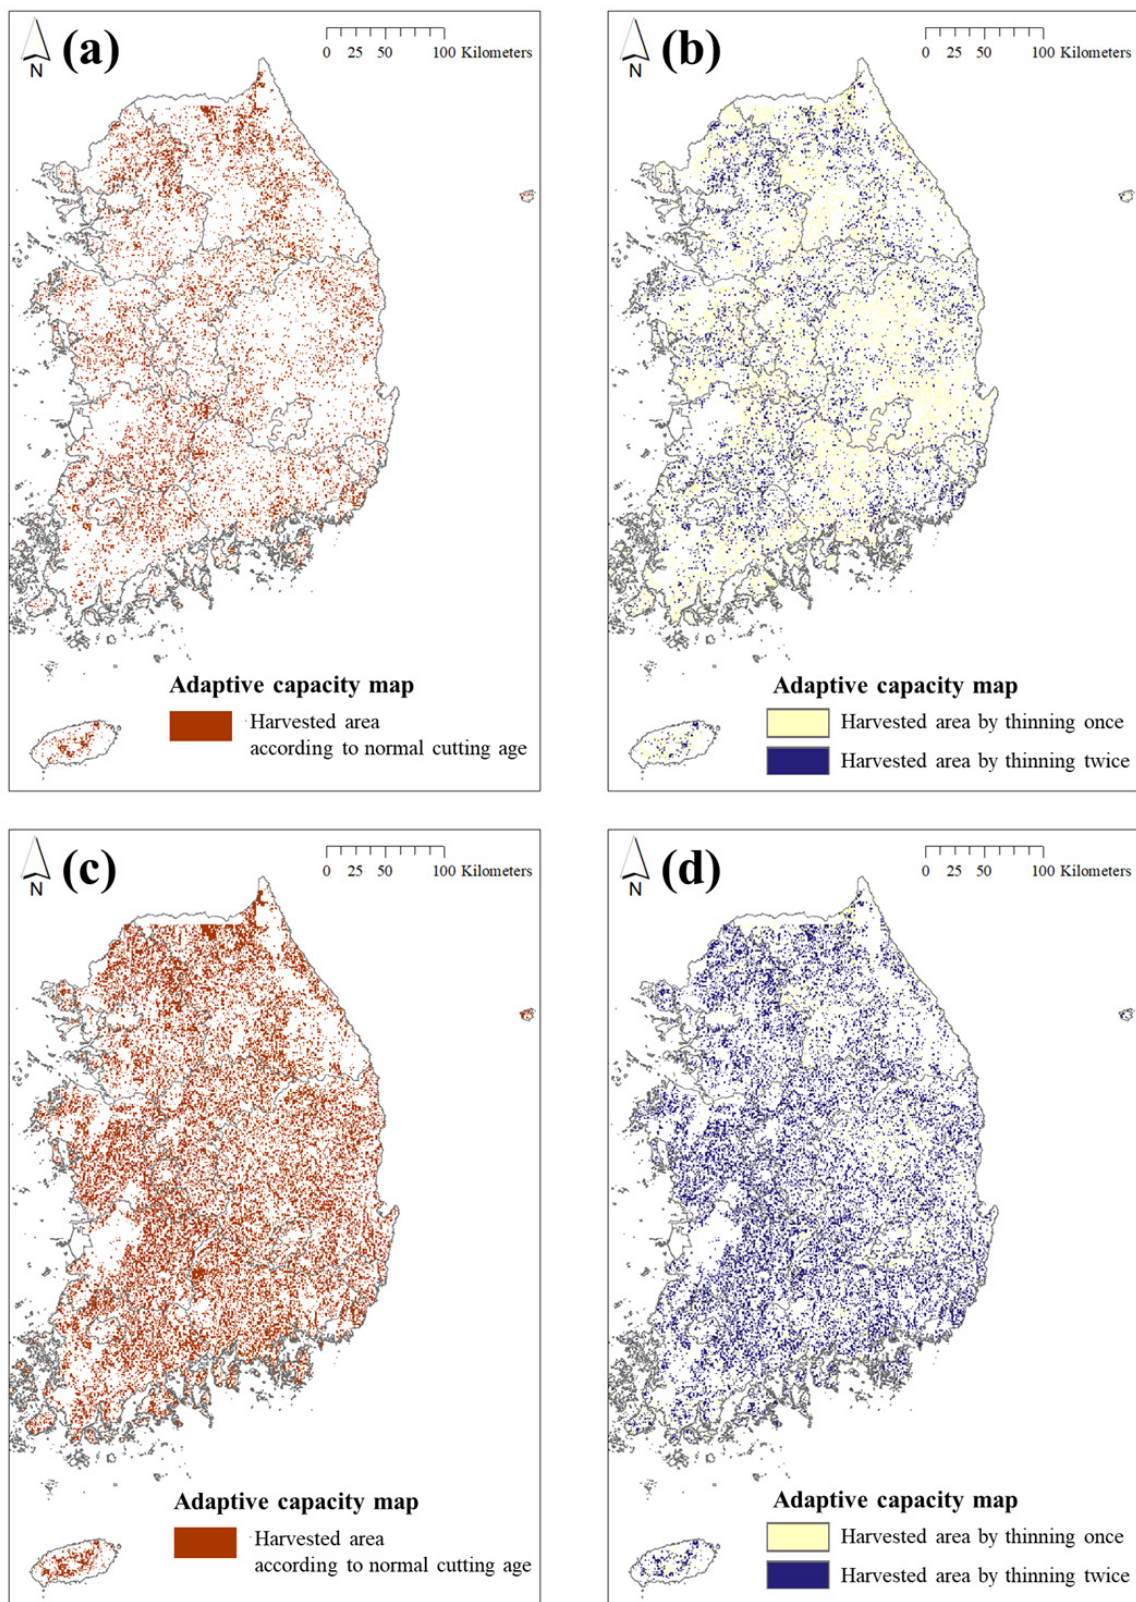 (a)
N
0 25 50 100 Kilometers
Adaptive capacity map
Harvested area
according to normal cutting age
(b)
N
0 25 50 100 Kilometers
Adaptive capacity map
Harvested area by thinning once
Harvested area by thinning twice
(c)
N
0 25 50 100 Kilometers
Adaptive capacity map
Harvested area
according to normal cutting age
(d)
N
0 25 50 100 Kilometers
Adaptive capacity map
Harvested area by thinning once
Harvested area by thinning twice